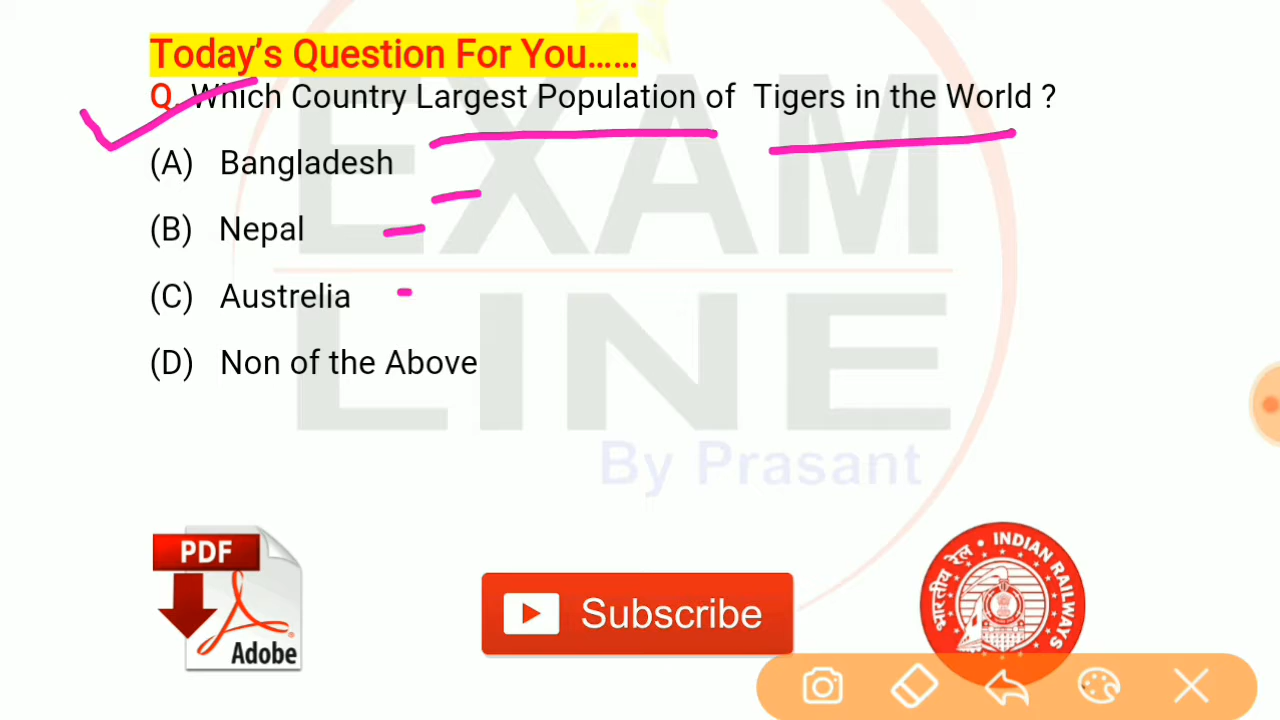 Today's Question For You......
Q. Which Country Largest Population of Tigers in the World ?
(A) Bangladesh
(B) Nepal
(C) Austrelia
(D) Non of the Above
EXAM
LINE
By Prasant
PDF
Adobe
Subscribe
भारतीय रेल • INDIAN RAILWAYS